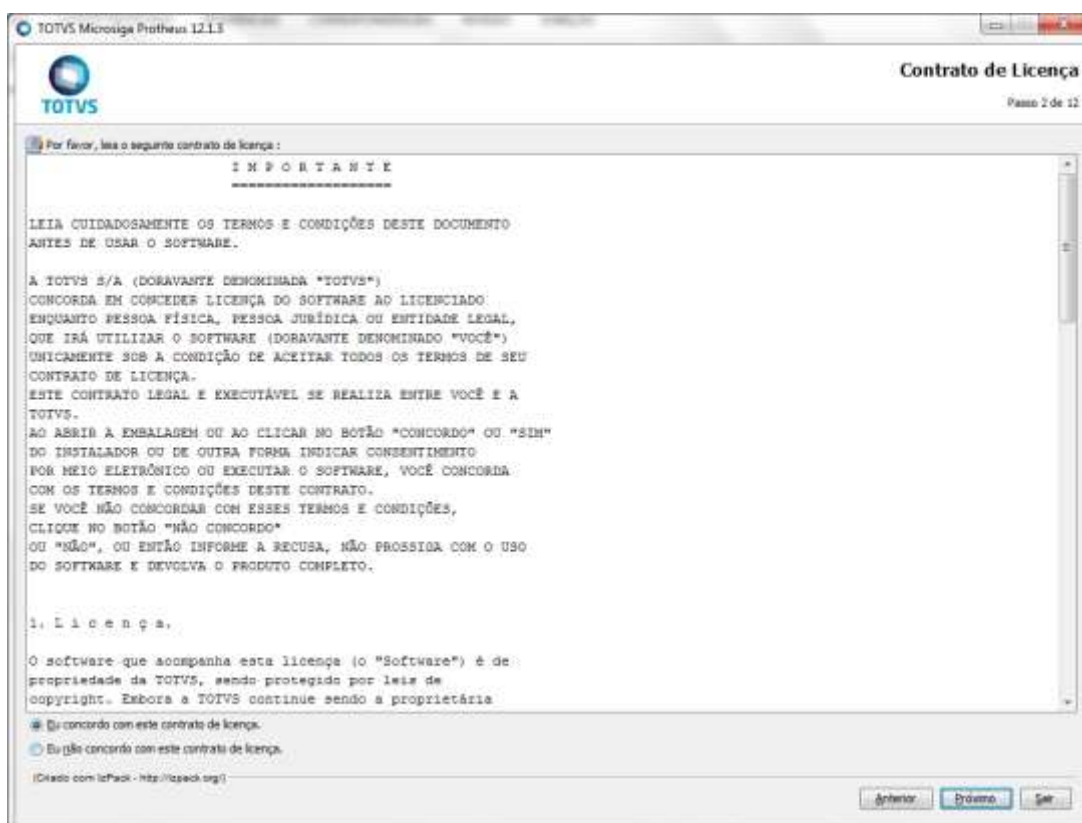 TOTVS Microsiga Protheus 12.1.3
TOTVS
Contrato de Licença
Passo 2 de 12
Por favor, leia o seguinte contrato de licença :
I M P O R T A N T E
===================
LEIA CUIDADOSAMENTE OS TERMOS E CONDIÇÕES DESTE DOCUMENTO
ANTES DE USAR O SOFTWARE.
A TOTVS S/A (DORAVANTE DENOMINADA "TOTVS")
CONCORDA EM CONCEDER LICENÇA DO SOFTWARE AO LICENCIADO
ENQUANTO PESSOA FÍSICA, PESSOA JURÍDICA OU ENTIDADE LEGAL,
QUE IRÁ UTILIZAR O SOFTWARE (DORAVANTE DENOMINADO "VOCÊ")
UNICAMENTE SOB A CONDIÇÃO DE ACEITAR TODOS OS TERMOS DE SEU
CONTRATO DE LICENÇA.
ESTE CONTRATO LEGAL E EXECUTÁVEL SE REALIZA ENTRE VOCÊ E A
TOTVS.
AO ABRIR A EMBALAGEM OU AO CLICAR NO BOTÃO "CONCORDO" OU "SIM"
DO INSTALADOR OU DE OUTRA FORMA INDICAR CONSENTIMENTO
POR MEIO ELETRÔNICO OU EXECUTAR O SOFTWARE, VOCÊ CONCORDA
COM OS TERMOS E CONDIÇÕES DESTE CONTRATO.
SE VOCÊ NÃO CONCORDAR COM ESSES TERMOS E CONDIÇÕES,
CLIQUE NO BOTÃO "NÃO CONCORDO"
OU "NÃO", OU ENTÃO INFORME A RECUSA, NÃO PROSSIGA COM O USO
DO SOFTWARE E DEVOLVA O PRODUTO COMPLETO.
1. L i c e n ç a.
O software que acompanha esta licença (o "Software") é de
propriedade da TOTVS, sendo protegido por leis de
copyright. Embora a TOTVS continue sendo a proprietária
Eu concordo com este contrato de licença.
Eu não concordo com este contrato de licença.
(Criado com IzPack - http://izpack.org/)
Anterior Próximo Sair